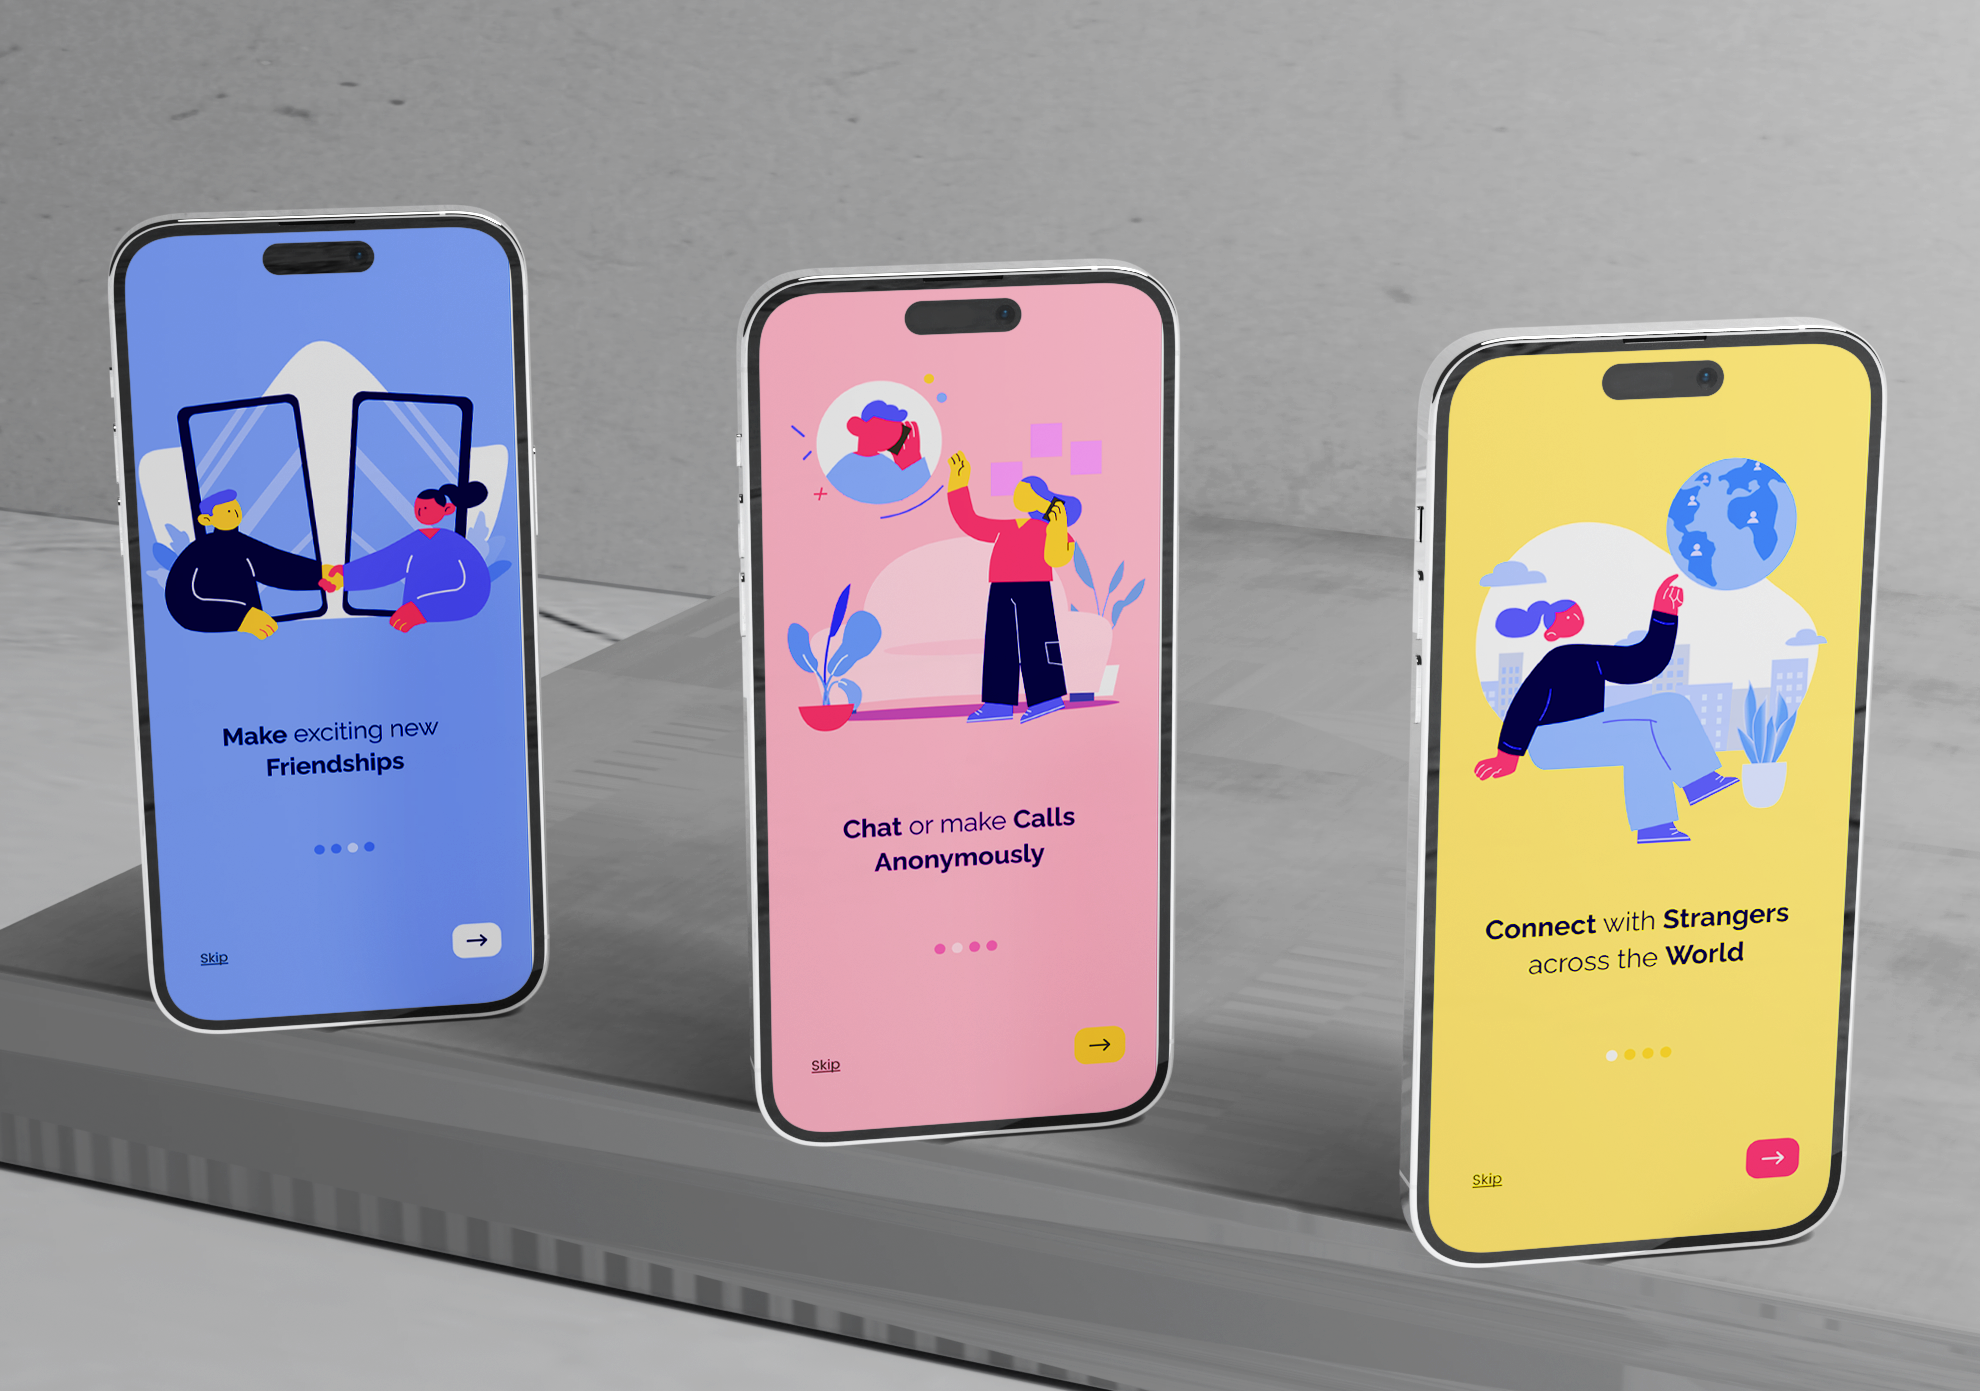 Make exciting new
Friendships
Skip
Chat or make Calls
Anonymously
Skip
Connect with Strangers
across the World
Skip